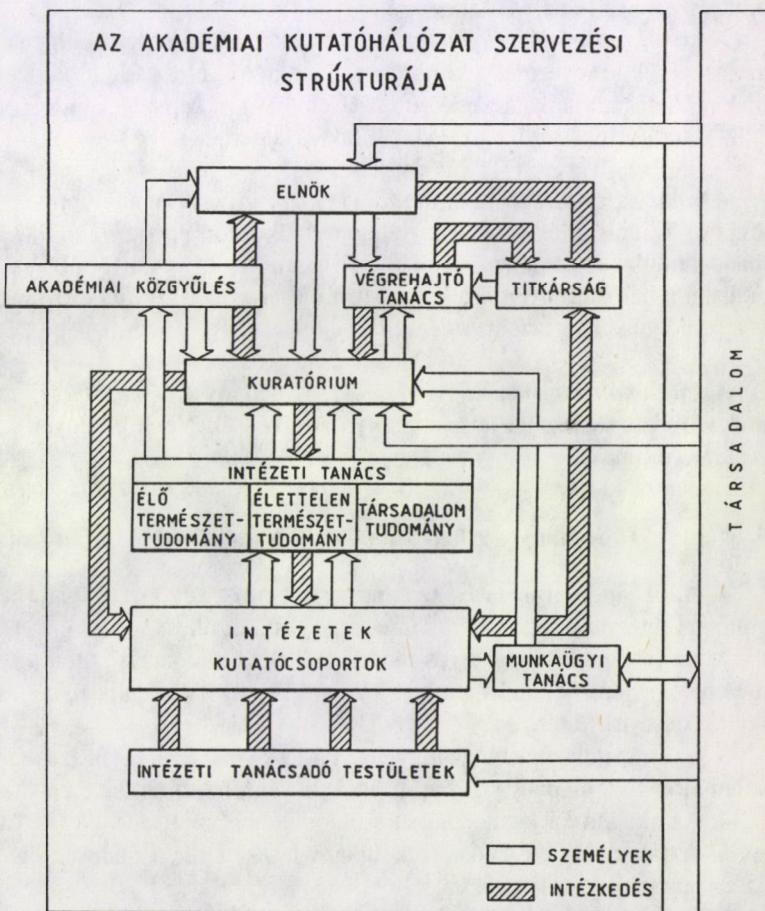 AZ AKADÉMIAI KUTATÓHÁLÓZAT SZERVEZÉSI
STRÚKTURÁJA
ELNÖK
AKADÉMIAI KÖZGYŰLÉS
VÉGREHAJTÓ
TANÁCS
TITKÁRSÁG
KURATÓRIUM
INTÉZETI TANÁCS
ÉLŐ
TERMÉSZET-
TUDOMÁNY
ÉLETTELEN
TERMÉSZET-
TUDOMÁNY
TÁRSADALOM
TUDOMÁNY
INTÉZETEK
KUTATÓCSOPORTOK
MUNKAÜGYI
TANÁCS
INTÉZETI TANÁCSADÓ TESTÜLETEK
TÁRSADALOM
SZEMÉLYEK
INTÉZKEDÉS